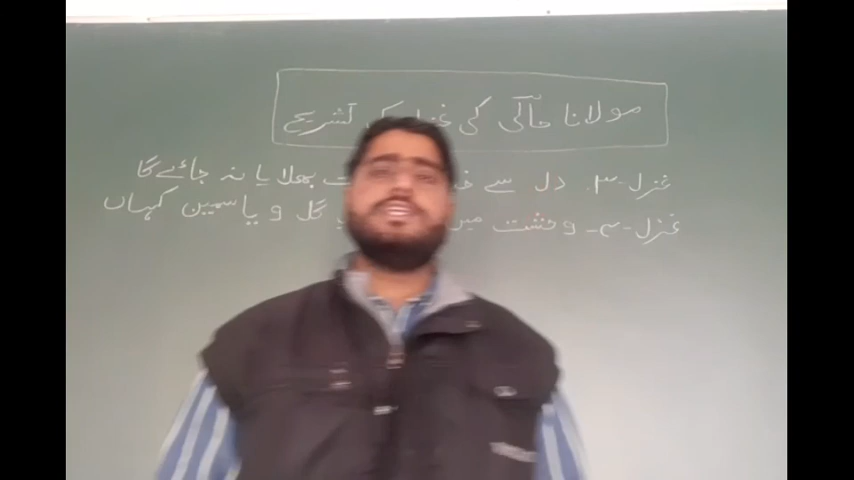 مولانا حالی کی تشریح
غزل-۳. دل سے بھلایا نہ جائے گا
غزل-۴- وحشت میں گل و یاسمین کہاں